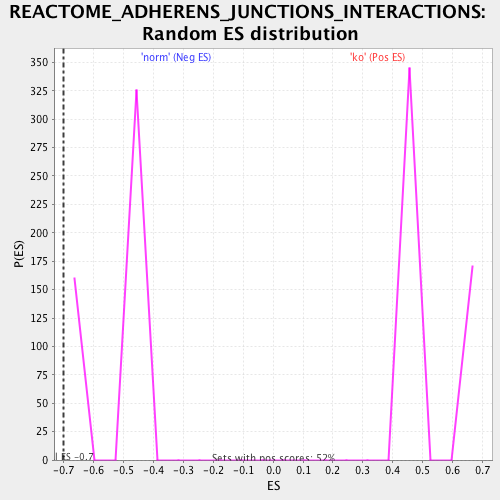 REACTOME_ADHERENS_JUNCTIONS_INTERACTIONS:
Random ES distribution
'norm' (Neg ES) 'ko' (Pos ES)
350
325
300
275
250
225
200
175
150
125
100
75
50
25
0
P(ES)
ES -0.7
Sets with pos scores: 52%
-0.7 -0.6 -0.5 -0.4 -0.3 -0.2 -0.1 0.0 0.1 0.2 0.3 0.4 0.5 0.6 0.7
ES